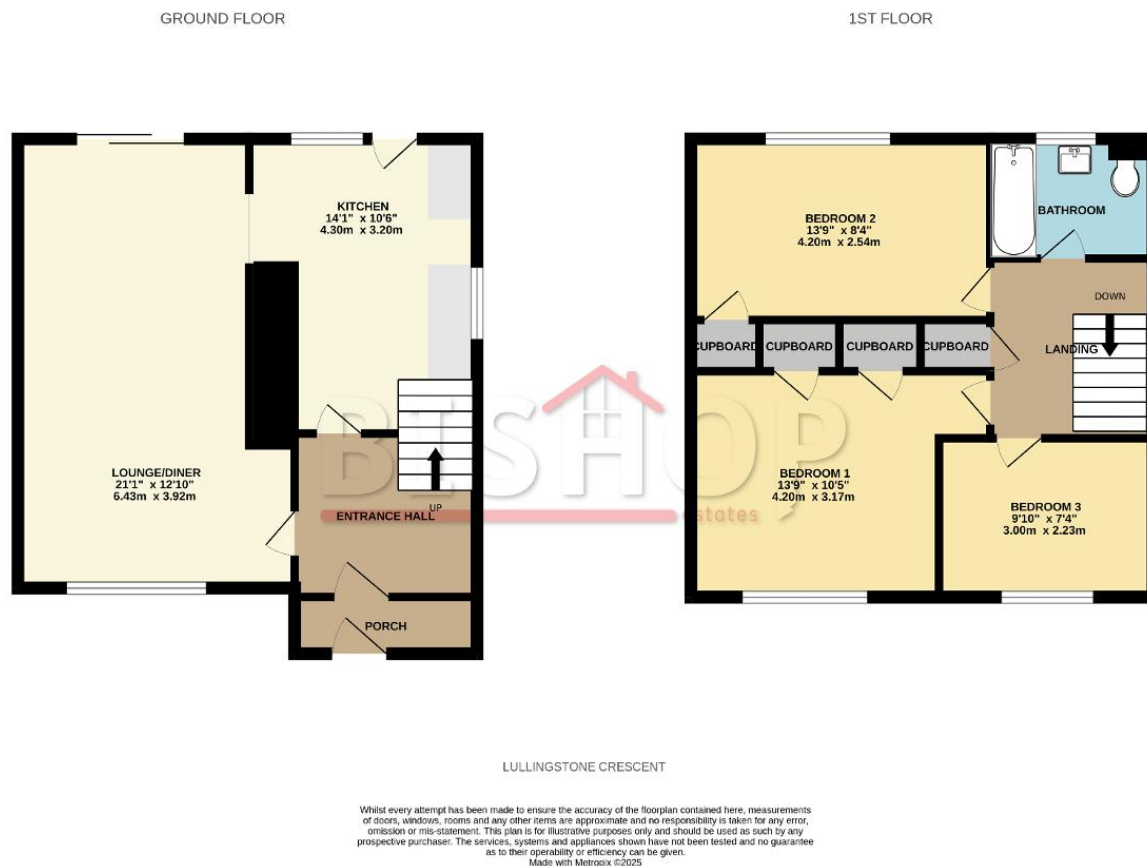 GROUND FLOOR
1ST FLOOR
KITCHEN
14'1" x 10'6"
4.30m x 3.20m
LOUNGE/DINER
21'1" x 12'10"
6.43m x 3.92m
UP
ENTRANCE HALL
PORCH
BEDROOM 2
13'9" x 8'4"
4.20m x 2.54m
BATHROOM
DOWN
CUPBOARD
CUPBOARD
CUPBOARD
CUPBOARD
LANDING
BEDROOM 1
13'9" x 10'5"
4.20m x 3.17m
BEDROOM 3
9'10" x 7'4"
3.00m x 2.23m
BISHOP
estates
LULLINGSTONE CRESCENT
Whilst every attempt has been made to ensure the accuracy of the floorplan contained here, measurements
of doors, windows, rooms and any other items are approximate and no responsibility is taken for any error,
omission or mis-statement. This plan is for illustrative purposes only and should be used as such by any
prospective purchaser. The services, systems and appliances shown have not been tested and no guarantee
as to their operability or efficiency can be given.
Made with Metropix ©2025